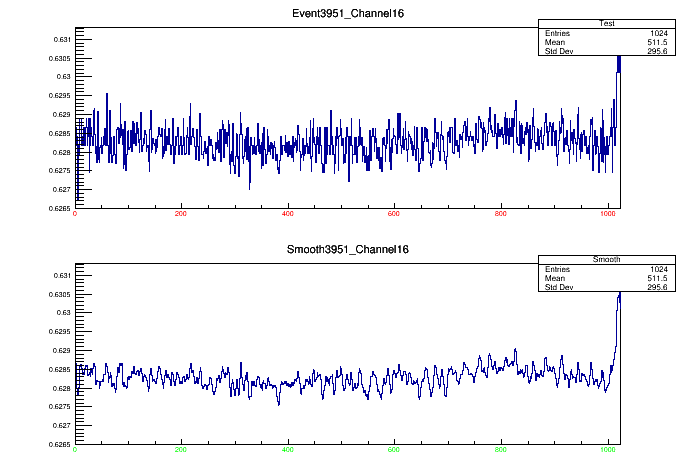 Event3951_Channel16
Test
Entries 1024
Mean 511.5
Std Dev 295.6
0.631
0.6305
0.63
0.6295
0.629
0.6285
0.628
0.6275
0.627
0.6265
0 200 400 600 800 1000
Smooth3951_Channel16
Smooth
Entries 1024
Mean 511.5
Std Dev 295.6
0.631
0.6305
0.63
0.6295
0.629
0.6285
0.628
0.6275
0.627
0.6265
0 200 400 600 800 1000